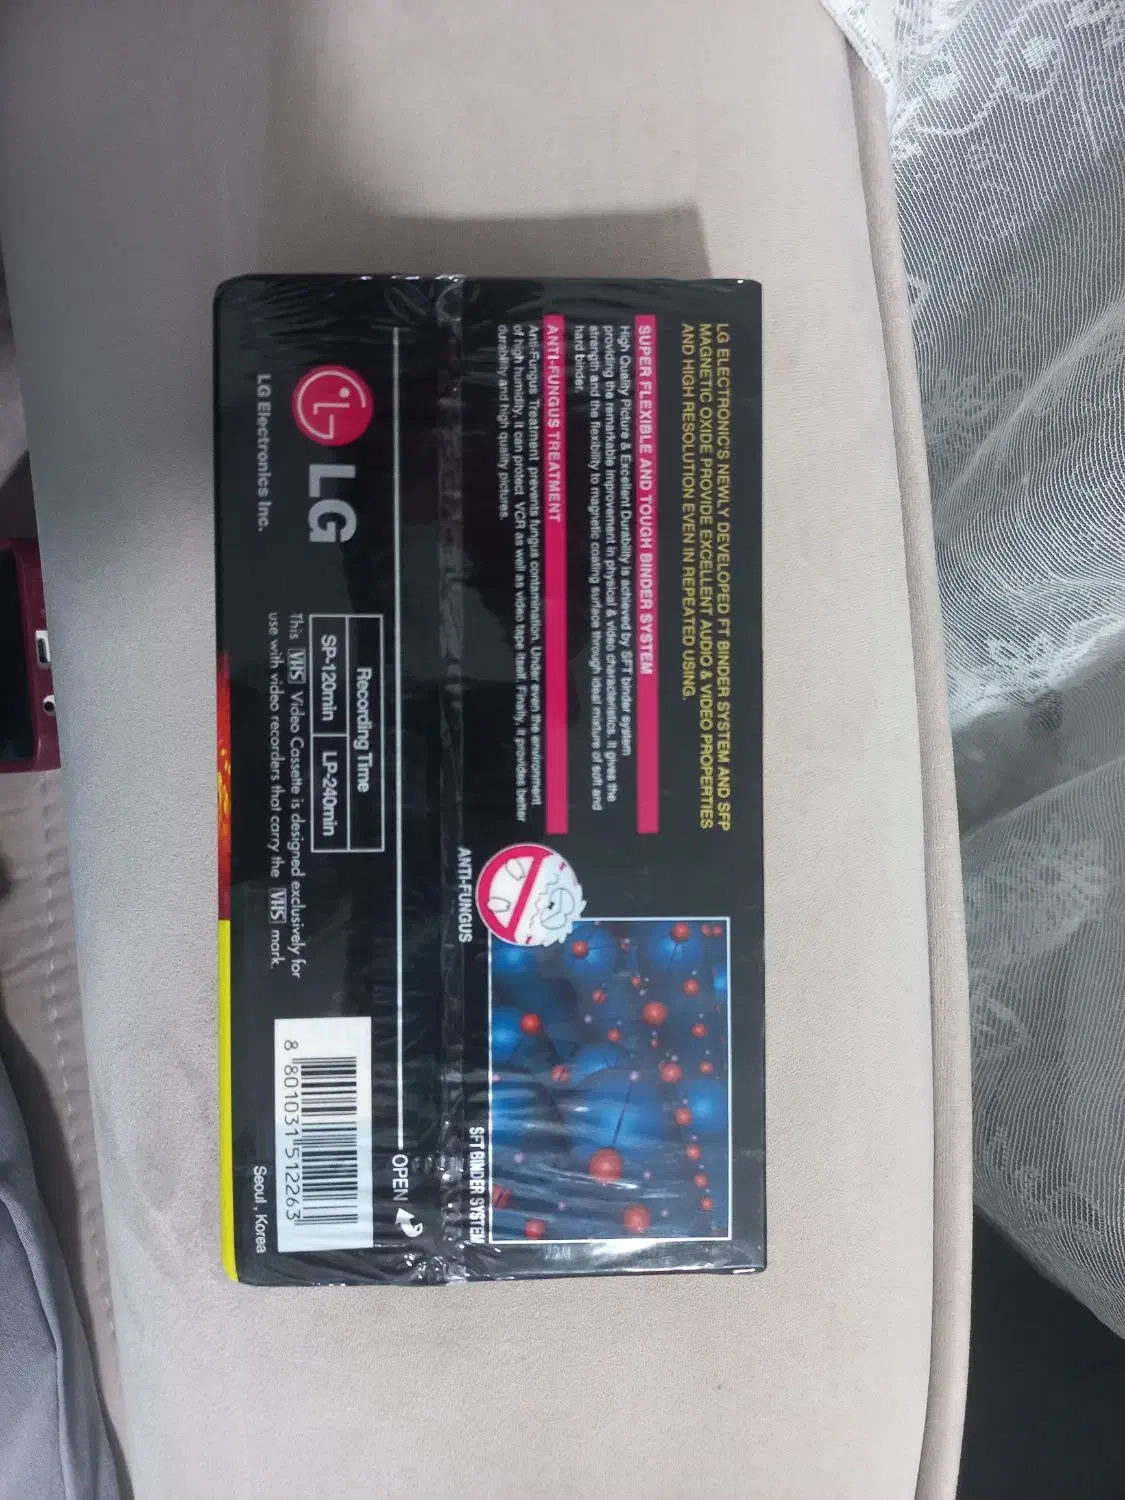 LG ELECTRONIC'S NEWLY DEVELOPED FT BINDER SYSTEM AND SFP
MAGNETIC OXIDE PROVIDE EXCELLENT AUDIO & VIDEO PROPERTIES
AND HIGH RESOLUTION EVEN IN REPEATED USING.
SUPER FLEXIBLE AND TOUGH BINDER SYSTEM
High Quality Picture & Excellent Durability is achieved by SFT binder system
providing the remarkable improvement in physical & video characteristics. It gives the
strength and the flexibility to magnetic coating surface through ideal mixture of soft and
hard binder.
ANTI-FUNGUS TREATMENT
Anti-Fungus Treatment prevents fungus contamination. Under even the environment
of high humidity, it can protect VCR as well as video tape itself. Finally, it provides better
durability and high quality pictures.
ANTI-FUNGUS
SFT BINDER SYSTEM
OPEN
LG
LG Electronics Inc.
Recording Time
SP-120min LP-240min
This VHS Video Cassette is designed exclusively for
use with video recorders that carry the VHS mark.
8 801031 512263
Seoul, Korea